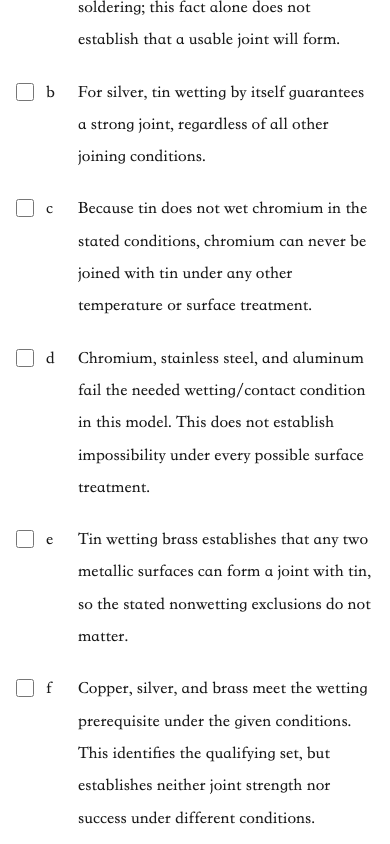 soldering; this fact alone does not
establish that a usable joint will form.
b For silver, tin wetting by itself guarantees
a strong joint, regardless of all other
joining conditions.
c Because tin does not wet chromium in the
stated conditions, chromium can never be
joined with tin under any other
temperature or surface treatment.
d Chromium, stainless steel, and aluminum
fail the needed wetting/contact condition
in this model. This does not establish
impossibility under every possible surface
treatment.
e Tin wetting brass establishes that any two
metallic surfaces can form a joint with tin,
so the stated nonwetting exclusions do not
matter.
f Copper, silver, and brass meet the wetting
prerequisite under the given conditions.
This identifies the qualifying set, but
establishes neither joint strength nor
success under different conditions.